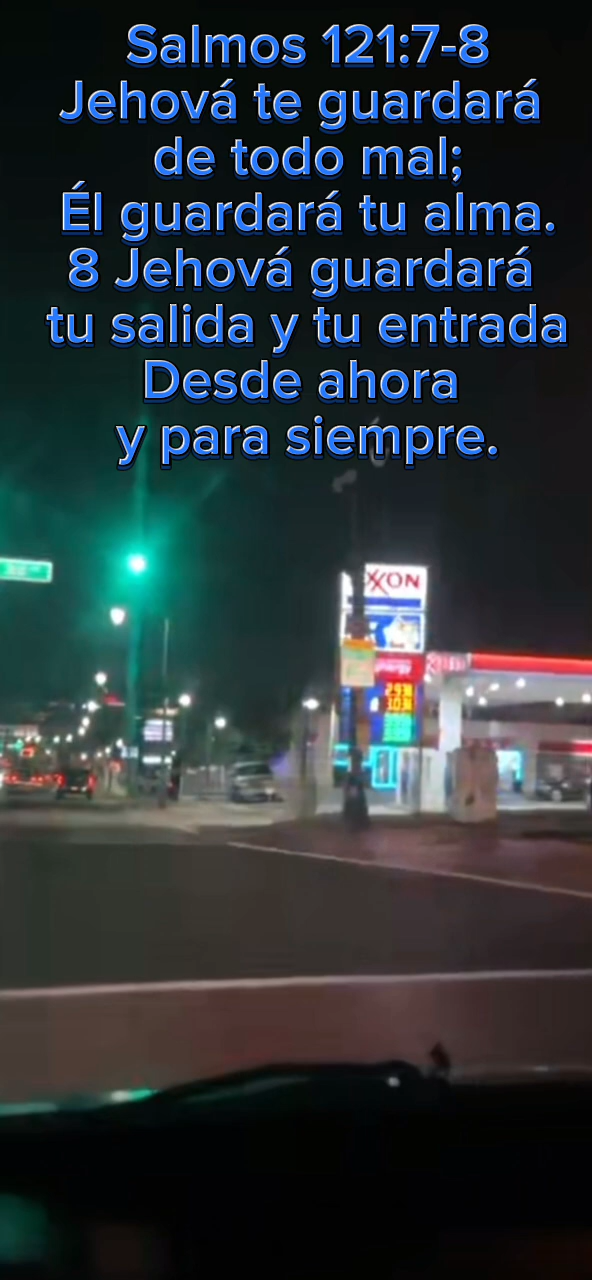 Salmos 121:7-8
Jehová te guardará
de todo mal;
Él guardará tu alma.
8 Jehová guardará
tu salida y tu entrada
Desde ahora
y para siempre.
EXXON